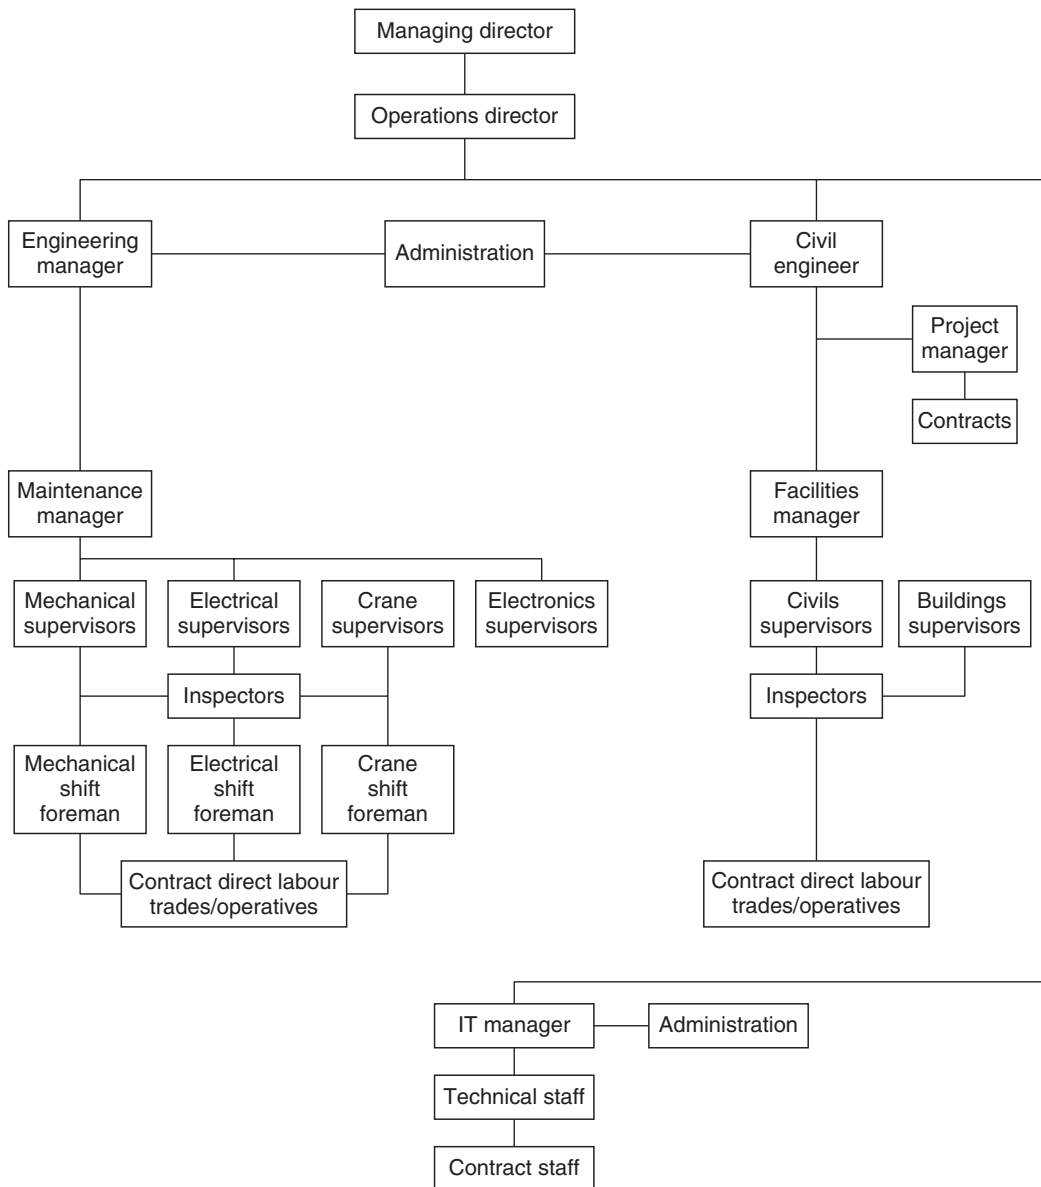 Managing director
Operations director
Engineering
manager
Administration
Civil
engineer
Project
manager
Contracts
Maintenance
manager
Facilities
manager
Mechanical
supervisors
Electrical
supervisors
Crane
supervisors
Electronics
supervisors
Civils
supervisors
Buildings
supervisors
Inspectors
Inspectors
Mechanical
shift
foreman
Electrical
shift
foreman
Crane
shift
foreman
Contract direct labour
trades/operatives
Contract direct labour
trades/operatives
IT manager
Administration
Technical staff
Contract staff